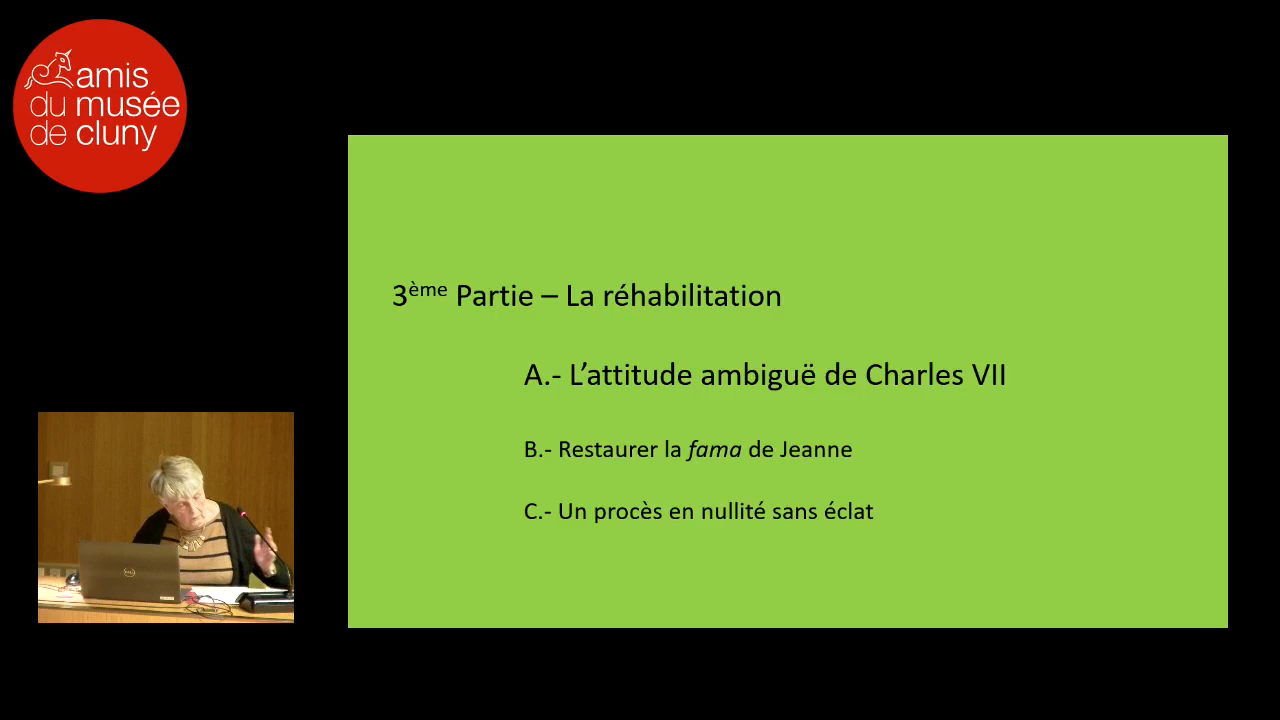 amis
du musée
de cluny
3ème Partie – La réhabilitation
A.- L’attitude ambiguë de Charles VII
B.- Restaurer la fama de Jeanne
C.- Un procès en nullité sans éclat
DELL